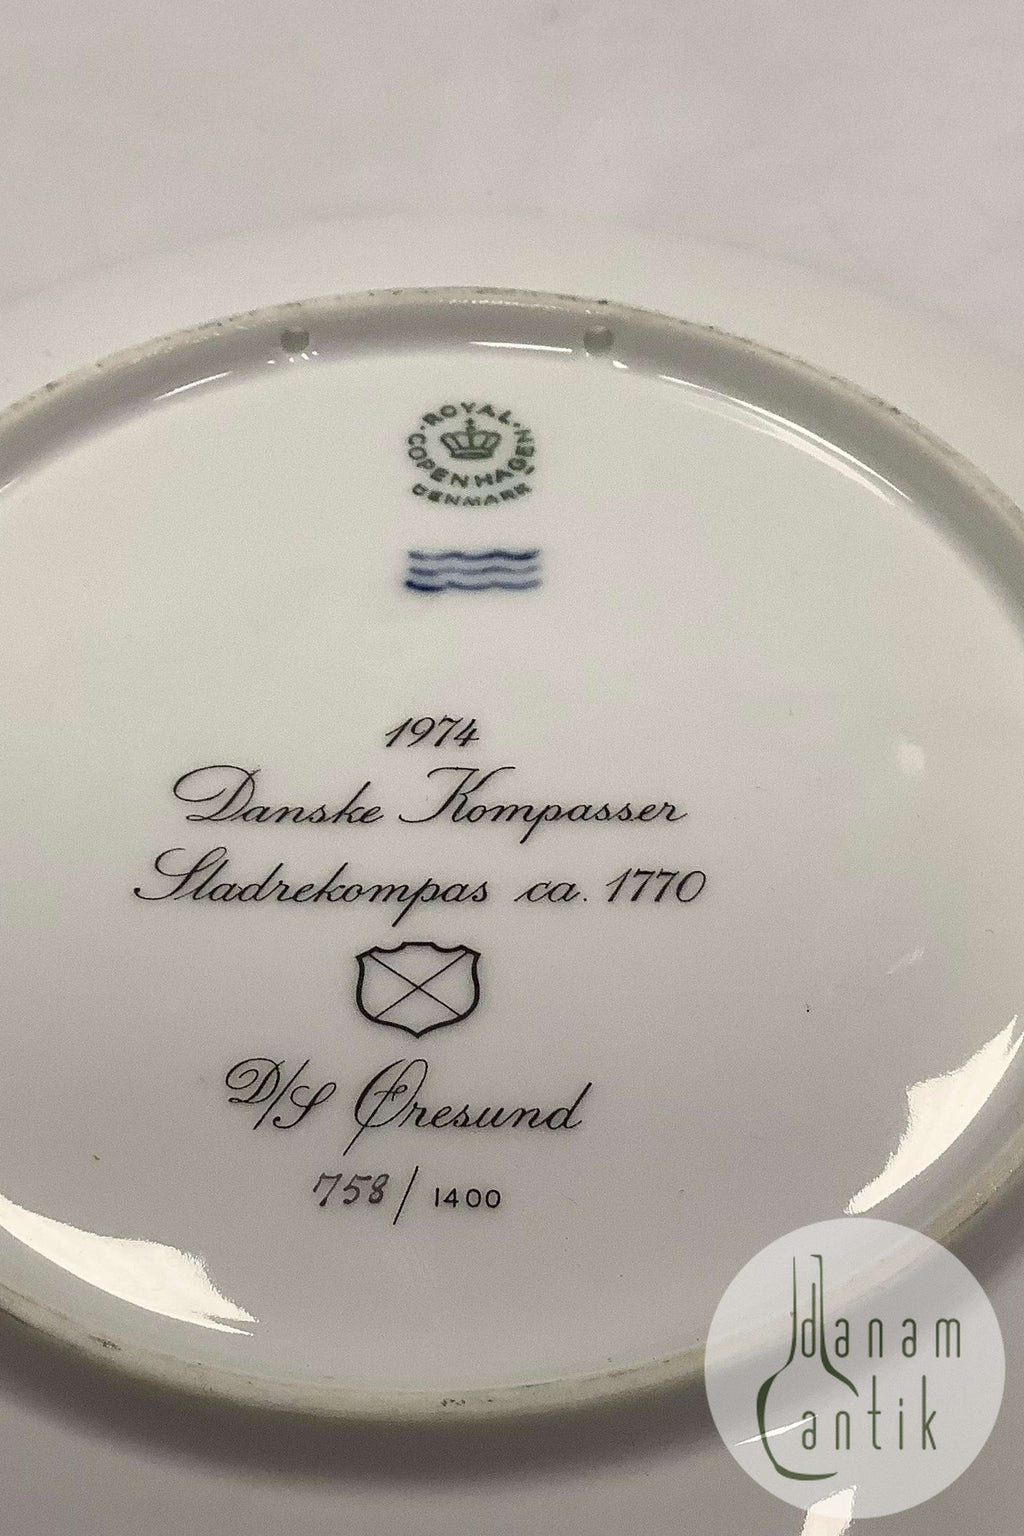 ROYAL
COPENHAGEN
DENMARK
1974
Danske Kompasser
Sladrekompas ca. 1770
D/S Øresund
758/1400
danam
antik